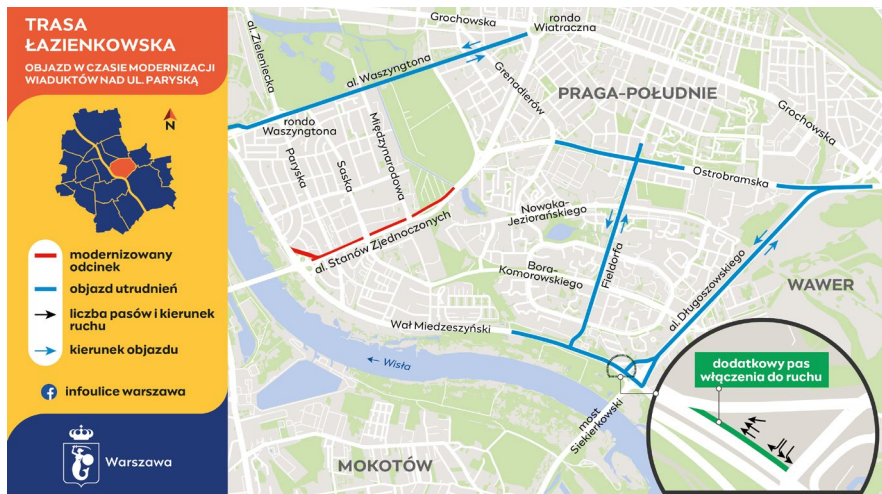 TRASA
ŁAZIENKOWSKA
OBJAZD W CZASIE MODERNIZACJI
WIADUKTÓW NAD UL. PARYSKĄ
N
modernizowany
odcinek
objazd utrudnień
liczba pasów i kierunek
ruchu
kierunek objazdu
infoulice warszawa
Warszawa
Grochowska
rondo
Wiatraczna
al. Zieleniecka
al. Waszyngtona
Grenadierów
PRAGA-POŁUDNIE
Grochowska
rondo
Waszyngtona
Międzynarodowa
Paryska
Saska
Ostrobramska
al. Stanów Zjednoczonych
Nowaka-
Jeziorańskiego
Fieldorfa
Bora-
Komorowskiego
al. Długoszowskiego
WAWER
Wał Miedzeszyński
Wisła
most
Siekierkowski
MOKOTÓW
dodatkowy pas
włączenia do ruchu